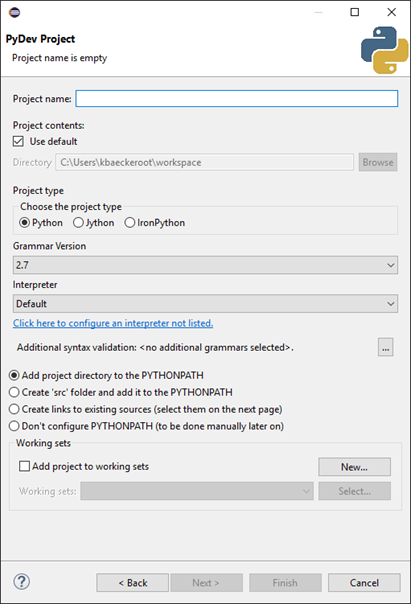 PyDev Project
Project name is empty
Project name:
Project contents:
Use default
Directory C:\Users\kbaeckeroot\workspace Browse
Project type
Choose the project type
Python Jython IronPython
Grammar Version
2.7
Interpreter
Default
Click here to configure an interpreter not listed.
Additional syntax validation: <no additional grammars selected>. ...
Add project directory to the PYTHONPATH
Create 'src' folder and add it to the PYTHONPATH
Create links to existing sources (select them on the next page)
Don't configure PYTHONPATH (to be done manually later on)
Working sets
Add project to working sets New...
Working sets: Select...
? < Back Next > Finish Cancel